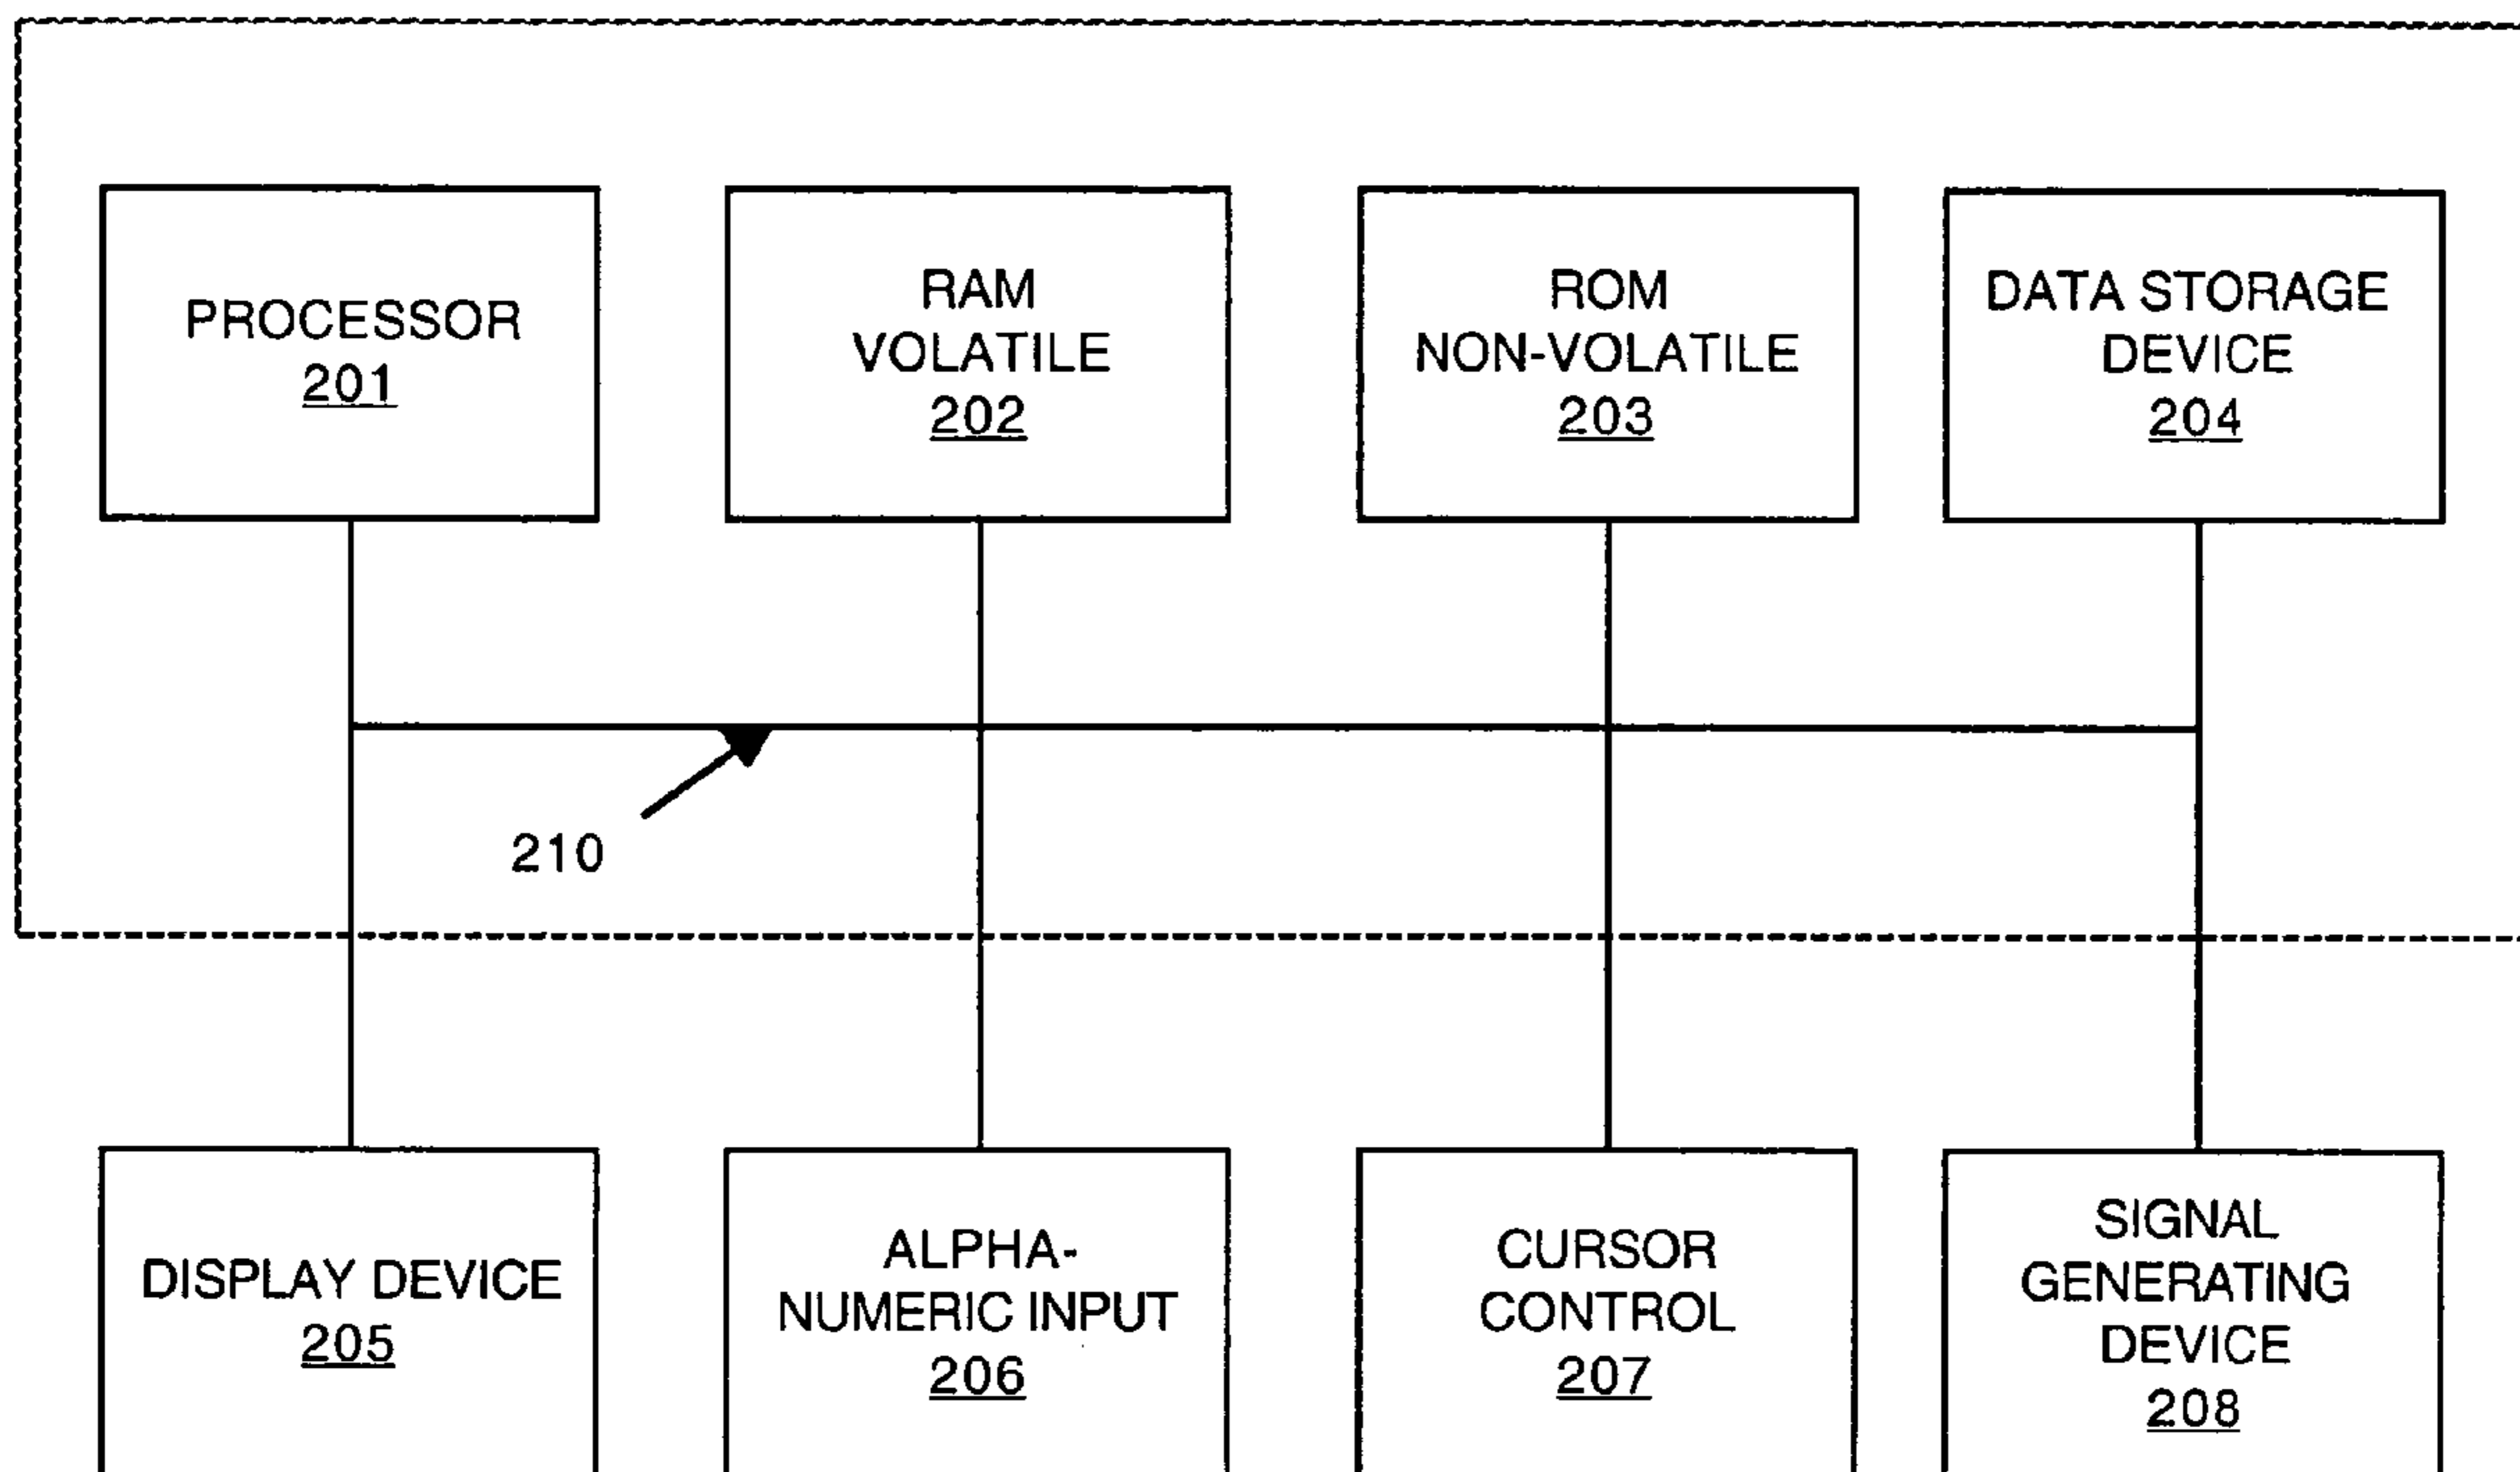 PROCESSOR
201
RAM
VOLATILE
202
ROM
NON-VOLATILE
203
DATA STORAGE
DEVICE
204
210
DISPLAY DEVICE
205
ALPHA-
NUMERIC INPUT
206
CURSOR
CONTROL
207
SIGNAL
GENERATING
DEVICE
208